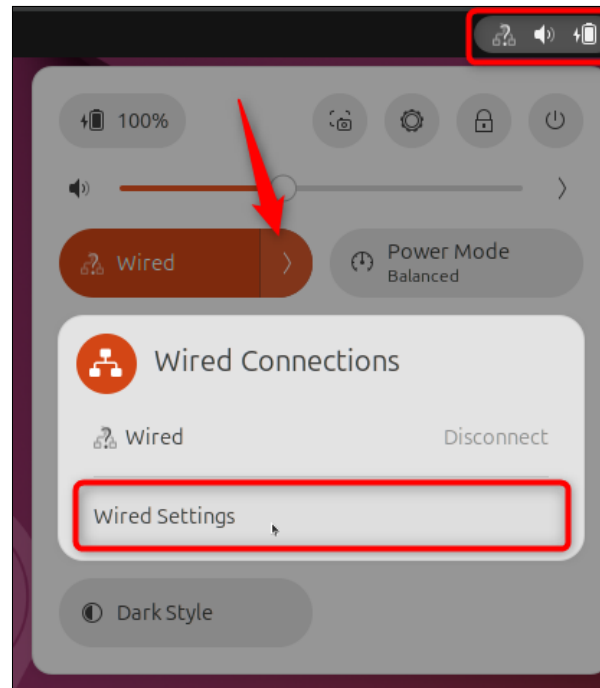 100%
Wired
Power Mode
Balanced
Wired Connections
Wired
Disconnect
Wired Settings
Dark Style